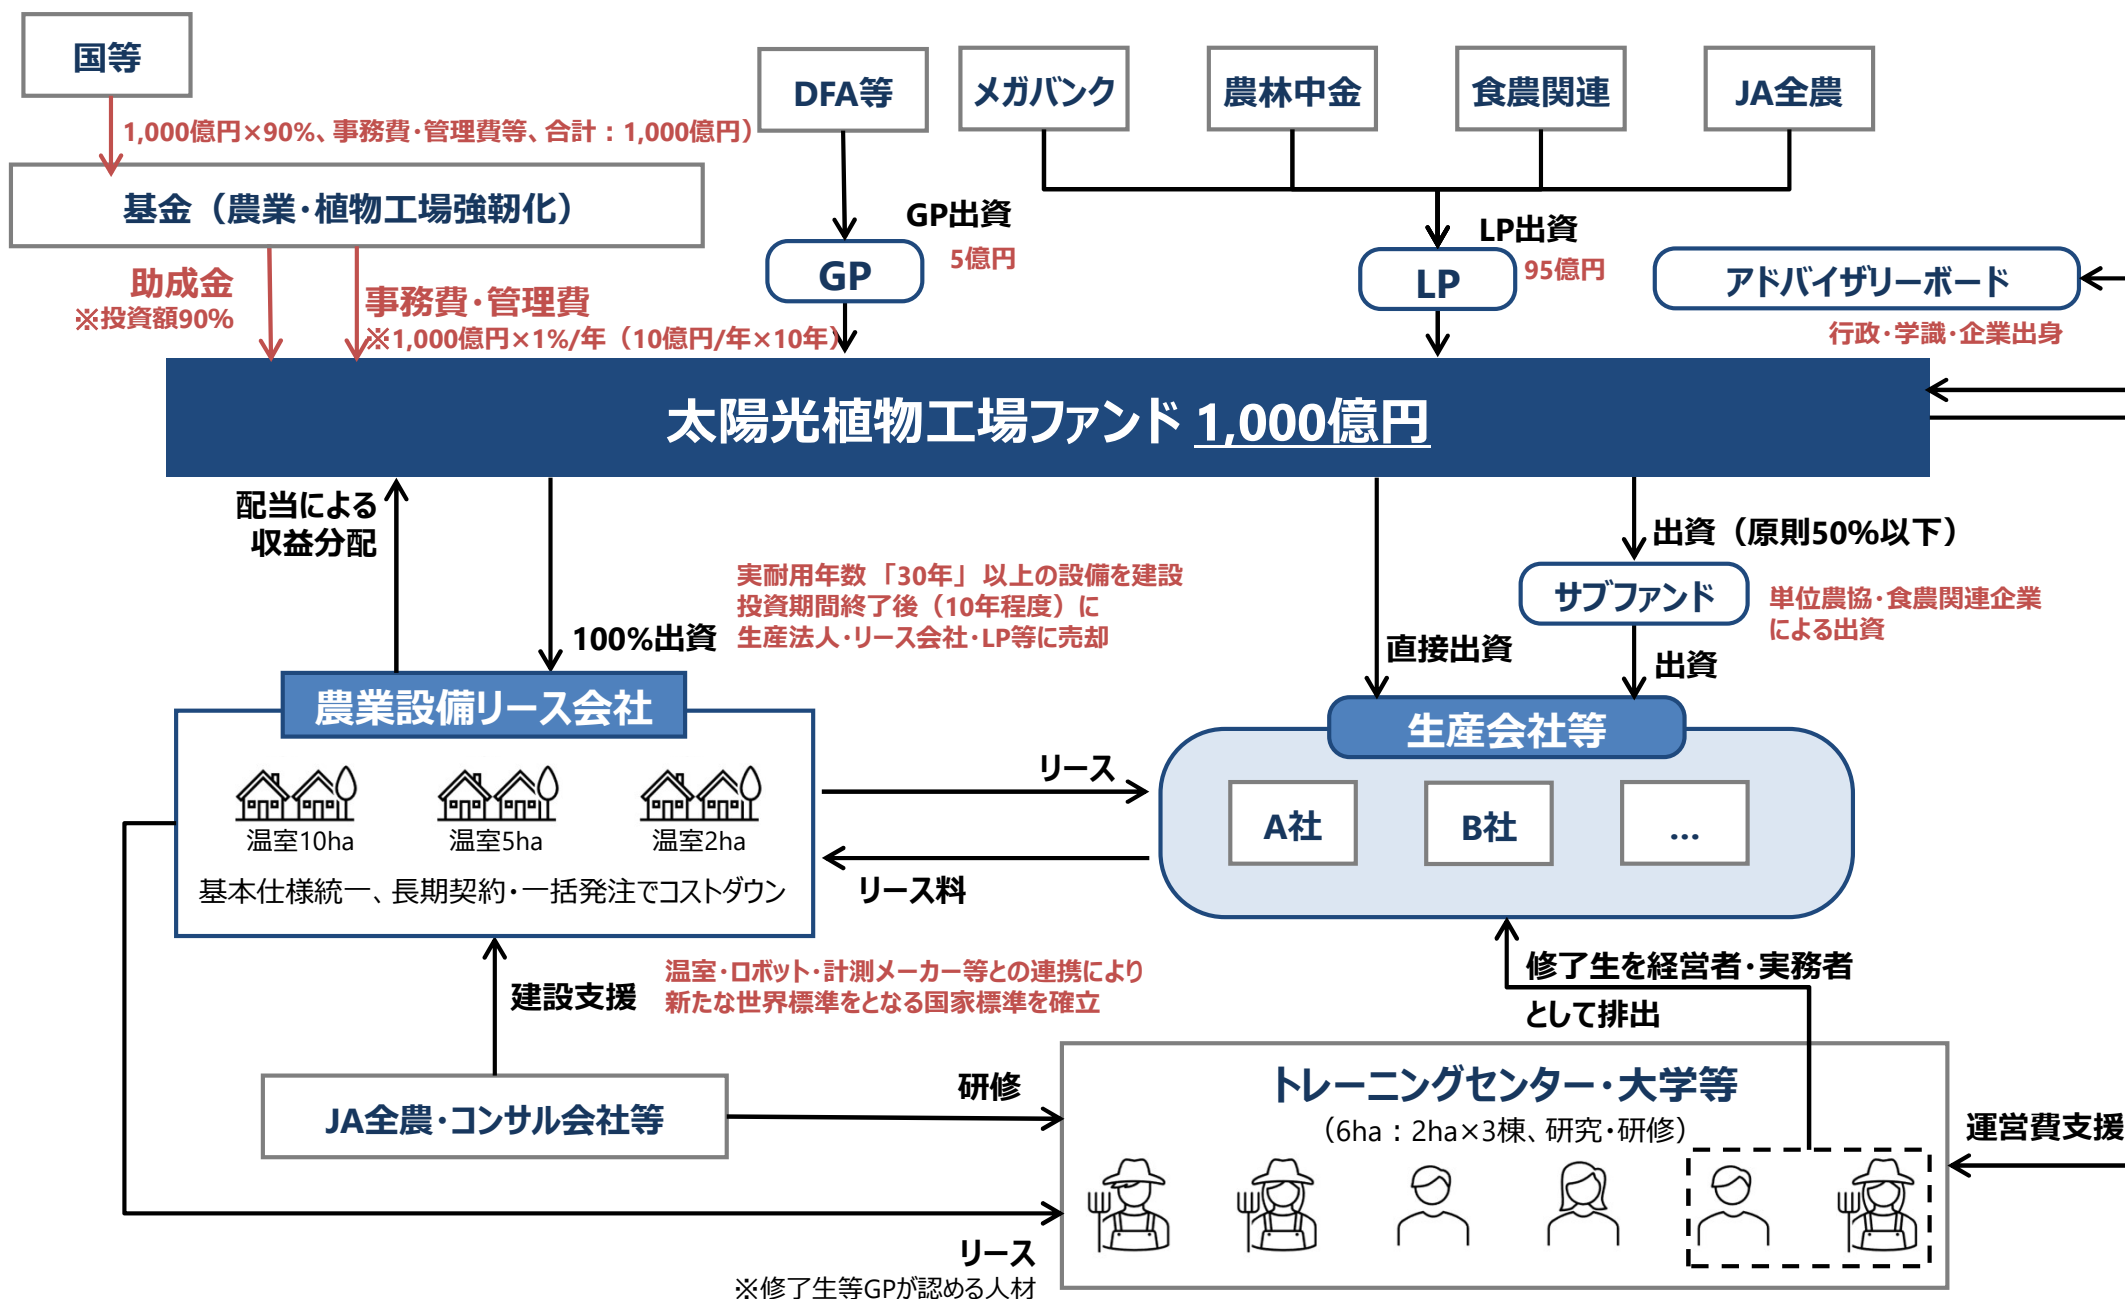 国等
1,000億円×90%、事務費・管理費等、合計：1,000億円）
基金（農業・植物工場強靭化）
DFA等
メガバンク
農林中金
食農関連
JA全農
GP出資
5億円
GP
LP出資
95億円
LP
アドバイザリーボード
行政・学識・企業出身
助成金
※投資額90%
事務費・管理費
※1,000億円×1%/年（10億円/年×10年）
太陽光植物工場ファンド 1,000億円
配当による
収益分配
100%出資
実耐用年数「30年」以上の設備を建設
投資期間終了後（10年程度）に
生産法人・リース会社・LP等に売却
直接出資
出資（原則50%以下）
サブファンド
単位農協・食農関連企業
による出資
出資
農業設備リース会社
温室10ha
温室5ha
温室2ha
基本仕様統一、長期契約・一括発注でコストダウン
リース
リース料
生産会社等
A社
B社
…
建設支援
温室・ロボット・計測メーカー等との連携により
新たな世界標準をとなる国家標準を確立
修了生を経営者・実務者
として排出
JA全農・コンサル会社等
研修
トレーニングセンター・大学等
（6ha：2ha×3棟、研究・研修）
運営費支援
リース
※修了生等GPが認める人材